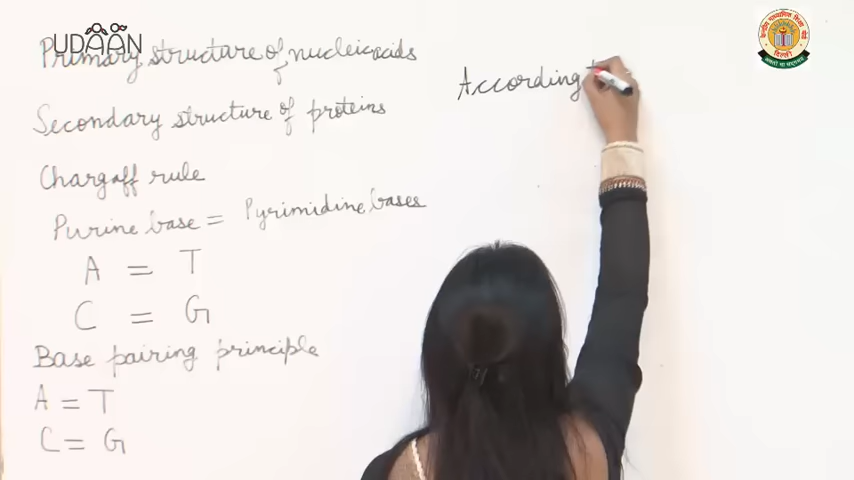 UDAAN
Primary structure of nucleic acids
Secondary structure of proteins
Chargaff rule
Purine base = Pyrimidine bases
A = T
C = G
Base pairing principle
A = T
C = G
According t